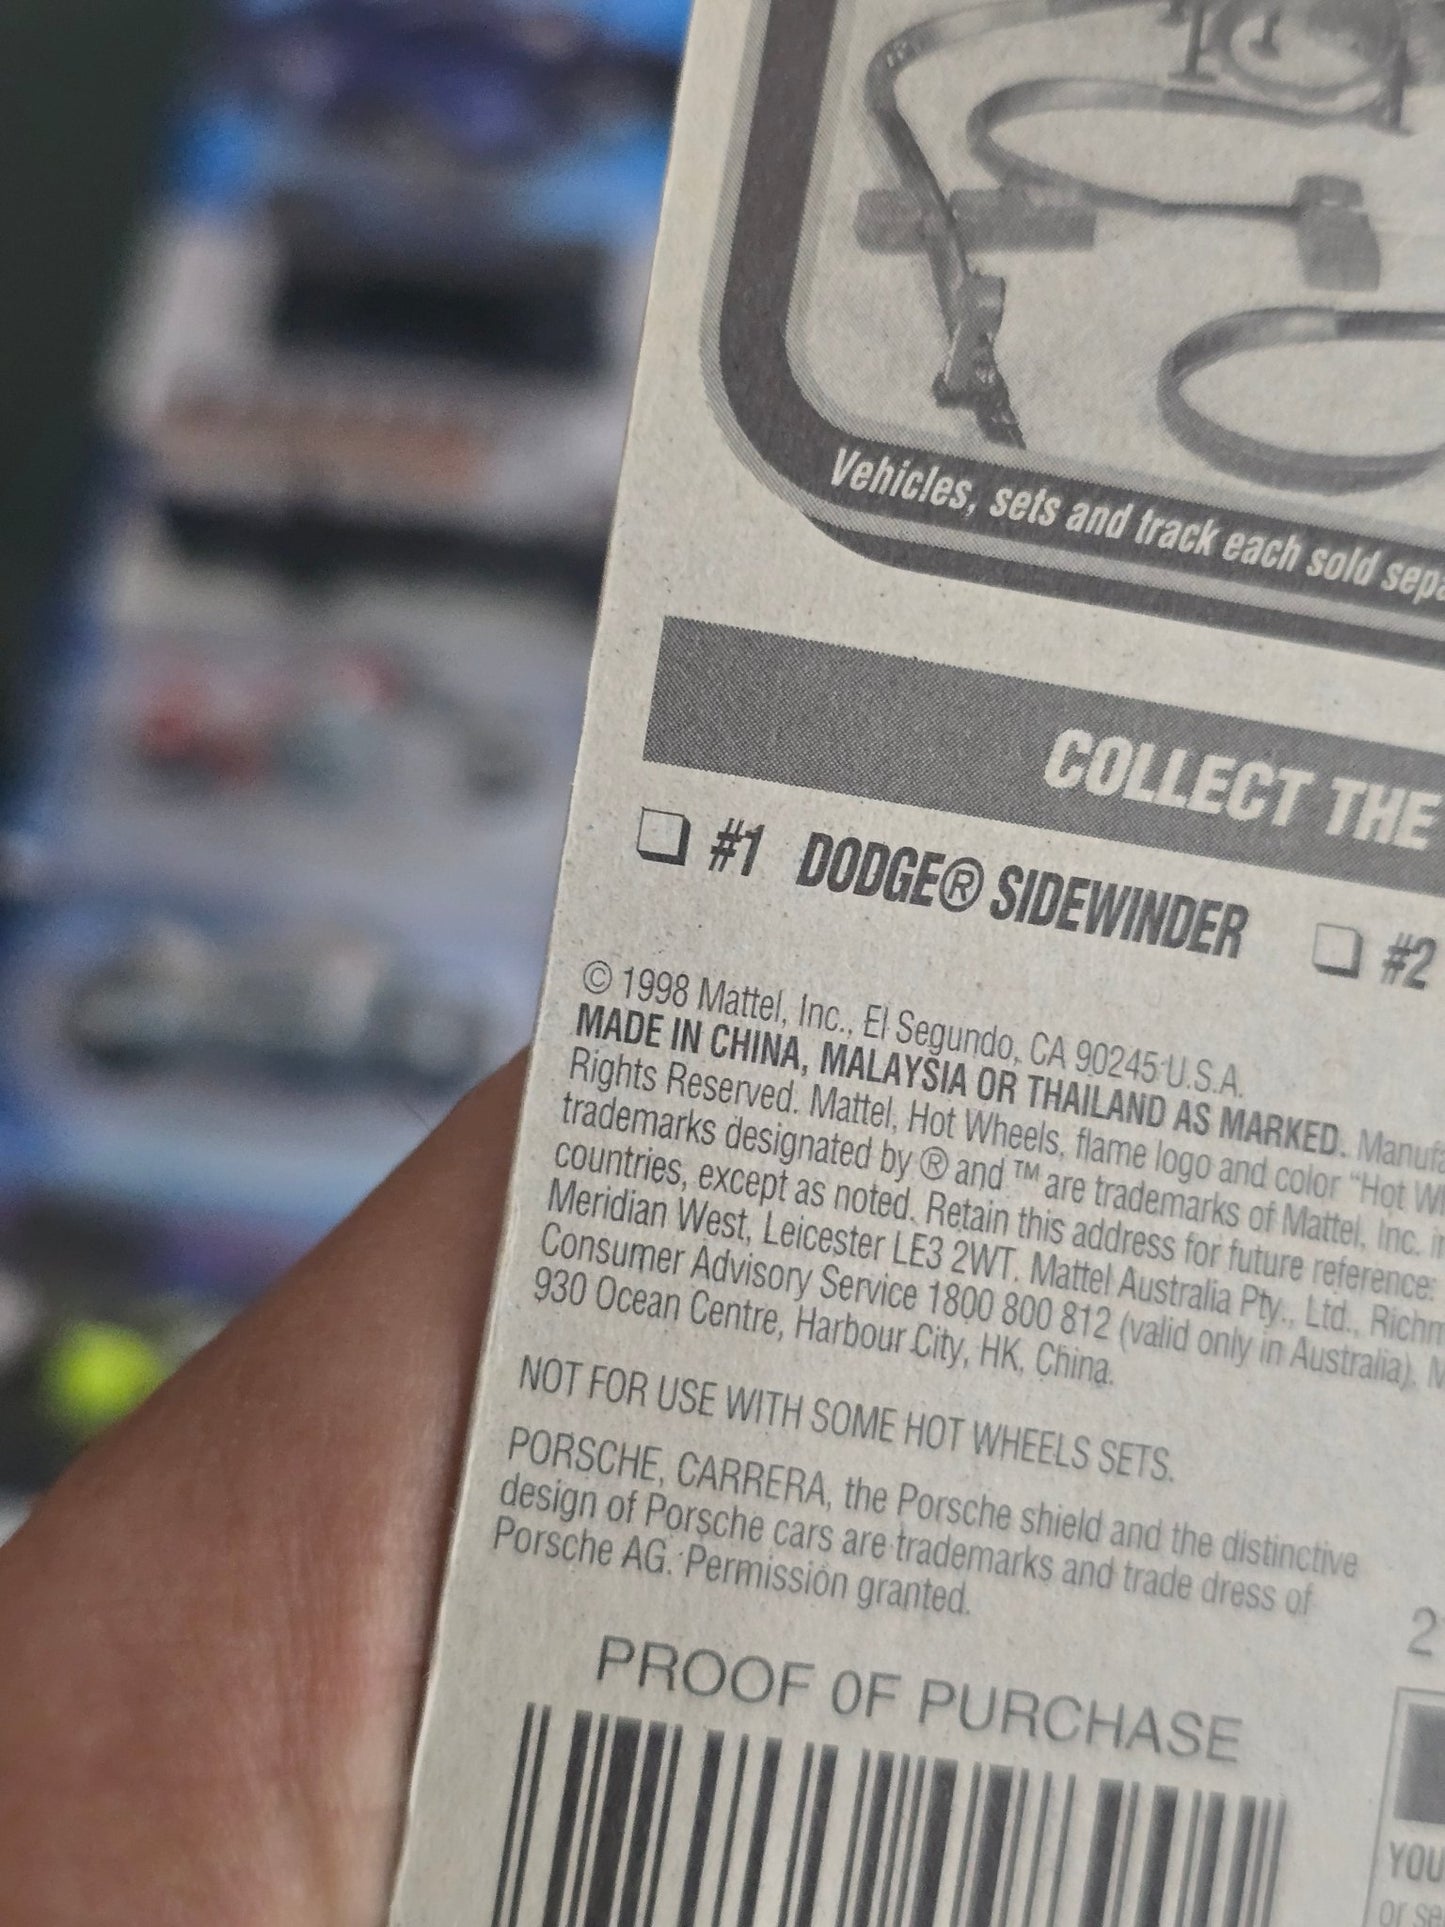 Vehicles, sets and track each sold
COLLECT THE
#1 DODGE® SIDEWINDER
#2
© 1998 Mattel, Inc., El Segundo, CA 90245 U.S.A.
MADE IN CHINA, MALAYSIA OR THAILAND AS MARKED.
Rights Reserved. Mattel, Hot Wheels, flame logo and color "Hot
trademarks designated by ® and ™ are trademarks of Mattel, Inc.
countries, except as noted. Retain this address for future reference:
Meridian West, Leicester LE3 2WT. Mattel Australia Pty., Ltd.,
Consumer Advisory Service 1800 800 812 (valid only in Australia).
930 Ocean Centre, Harbour City, HK, China.
NOT FOR USE WITH SOME HOT WHEELS SETS.
PORSCHE, CARRERA, the Porsche shield and the distinctive
design of Porsche cars are trademarks and trade dress of
Porsche AG. Permission granted.
PROOF OF PURCHASE